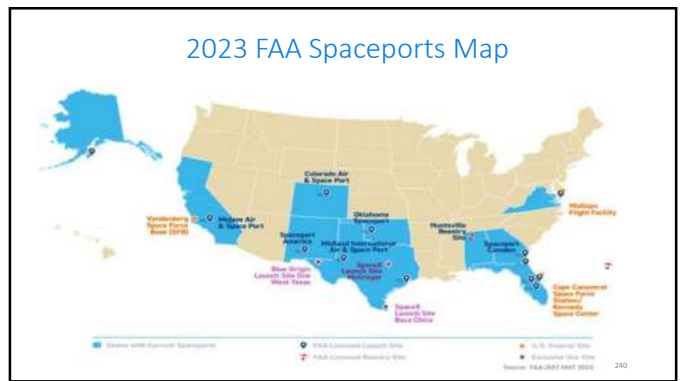 2023 FAA Spaceports Map
Colorado Air
& Space Port
Oklahoma
Spaceport
Huntsville
Reentry
Site
Wallops
Flight Facility
Vandenberg
Space Force
Base (SFB)
Mojave Air
& Space Port
Spaceport
America
Midland International
Air & Space Port
Spaceport
Camden
Blue Origin
Launch Site One
West Texas
SpaceX
Launch Site
McGregor
Cape Canaveral
Space Force
Station/
Kennedy
Space Center
SpaceX
Launch Site
Boca Chica
States with Current Spaceports
FAA-Licensed Launch Site
FAA-Licensed Reentry Site
U.S. Federal Site
Exclusive Use Site
Source: FAA/AST
240